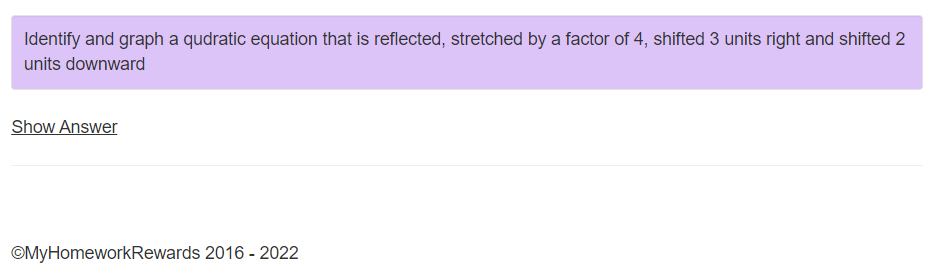 Identify and graph a qudratic equation that is reflected, stretched by a factor of 4, shifted 3 units right and shifted 2
units downward
Show Answer
©MyHomeworkRewards 2016 - 2022